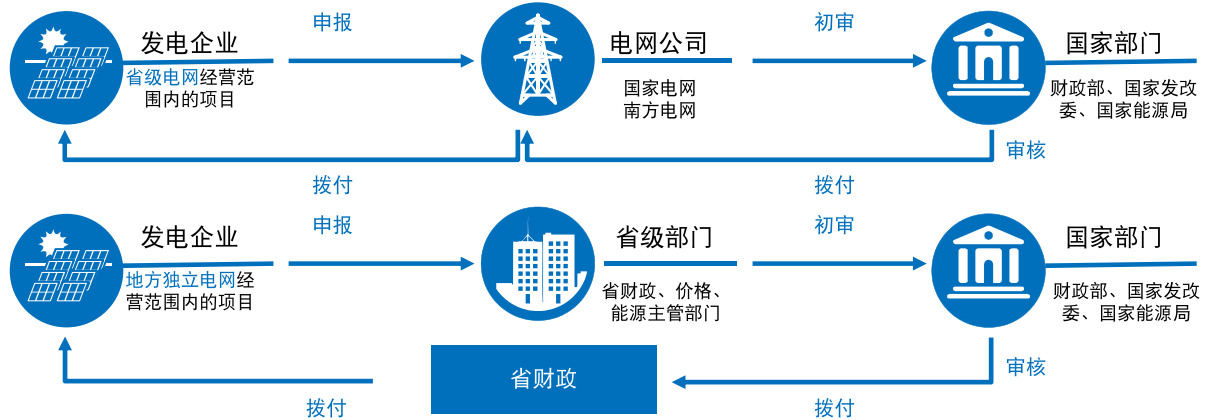 申报
初审
发电企业
省级电网经营范
围内的项目
电网公司
国家电网
南方电网
国家部门
财政部、国家发改
委、国家能源局
审核
拨付
拨付
申报
初审
发电企业
地方独立电网经
营范围内的项目
省级部门
省财政、价格、
能源主管部门
国家部门
财政部、国家发改
委、国家能源局
审核
省财政
拨付
拨付